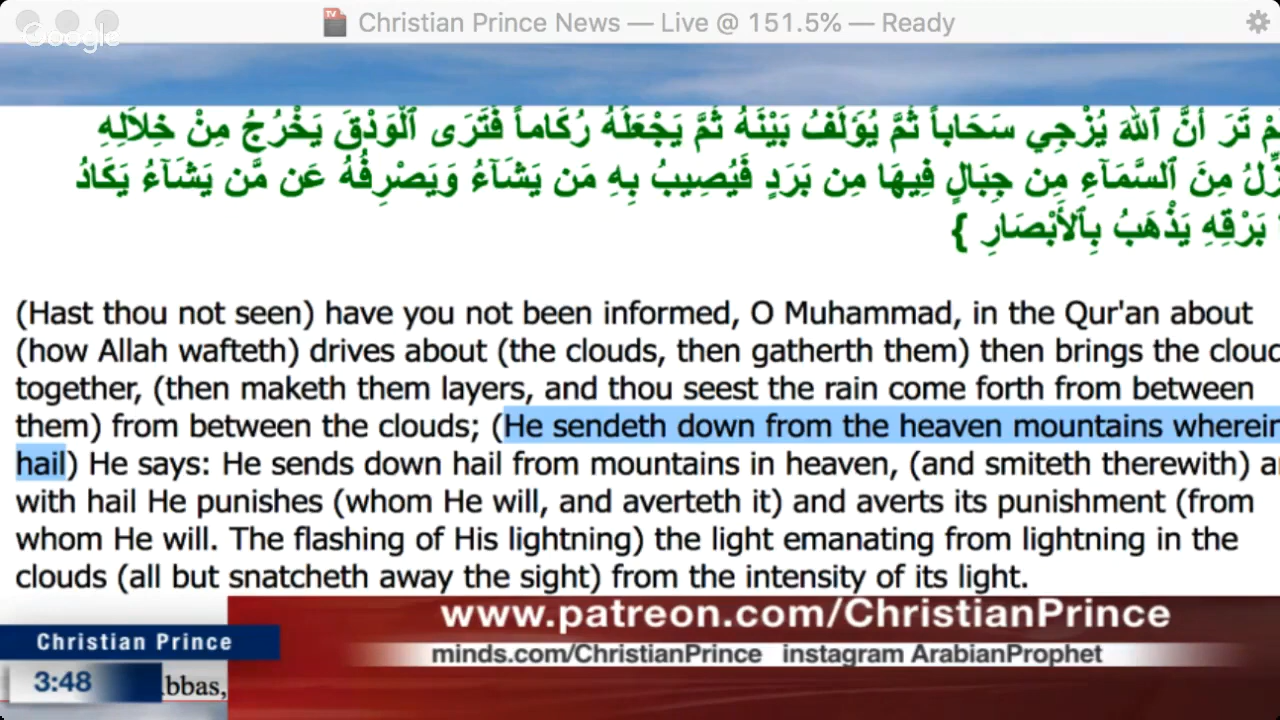 Christian Prince News — Live @ 151.5% — Ready
Google
تَرَ أَنَّ ٱللَّهَ يُزْجِي سَحَاباً ثُمَّ يُؤَلِّفُ بَيْنَهُ ثُمَّ يَجْعَلُهُ رُكَاماً فَتَرَى ٱلْوَدْقَ يَخْرُجُ مِنْ خِلاَلِهِ
مِنَ ٱلسَّمَآءِ مِن جِبَالٍ فِيهَا مِن بَرَدٍ فَيُصِيبُ بِهِ مَن يَشَآءُ وَيَصْرِفُهُ عَن مَّن يَشَآءُ يَكَادُ
بَرْقِهِ يَذْهَبُ بِٱلأَبْصَارِ }
(Hast thou not seen) have you not been informed, O Muhammad, in the Qur'an about
(how Allah wafteth) drives about (the clouds, then gatherth them) then brings the cloud
together, (then maketh them layers, and thou seest the rain come forth from between
them) from between the clouds; (He sendeth down from the heaven mountains wherein
hail) He says: He sends down hail from mountains in heaven, (and smiteth therewith)
with hail He punishes (whom He will, and averteth it) and averts its punishment (from
whom He will. The flashing of His lightning) the light emanating from lightning in the
clouds (all but snatcheth away the sight) from the intensity of its light.
www.patreon.com/ChristianPrince
Christian Prince
minds.com/ChristianPrince instagram ArabianProphet
3:48
bbas,